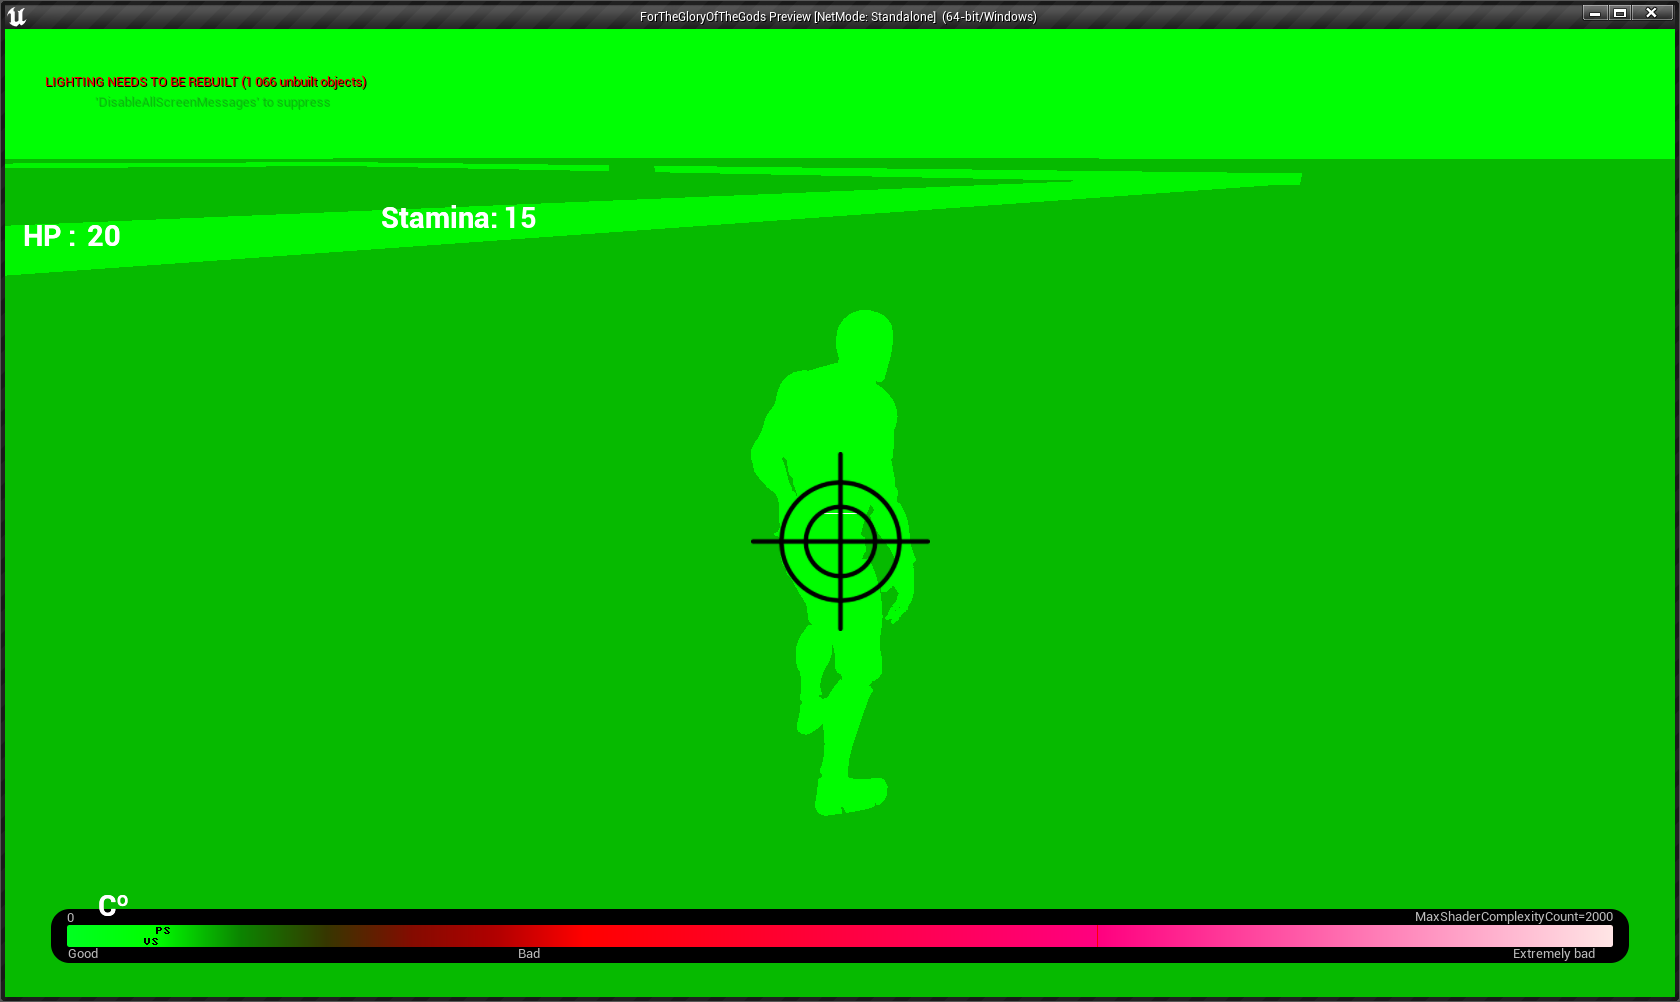 ForTheGloryOfTheGods Preview [NetMode: Standalone] (64-bit/Windows)
LIGHTING NEEDS TO BE REBUILT (1 066 unbuilt objects)
'DisableAllScreenMessages' to suppress
Stamina: 15
HP : 20
Cº
0
MaxShaderComplexityCount=2000
PS
VS
Good
Bad
Extremely bad